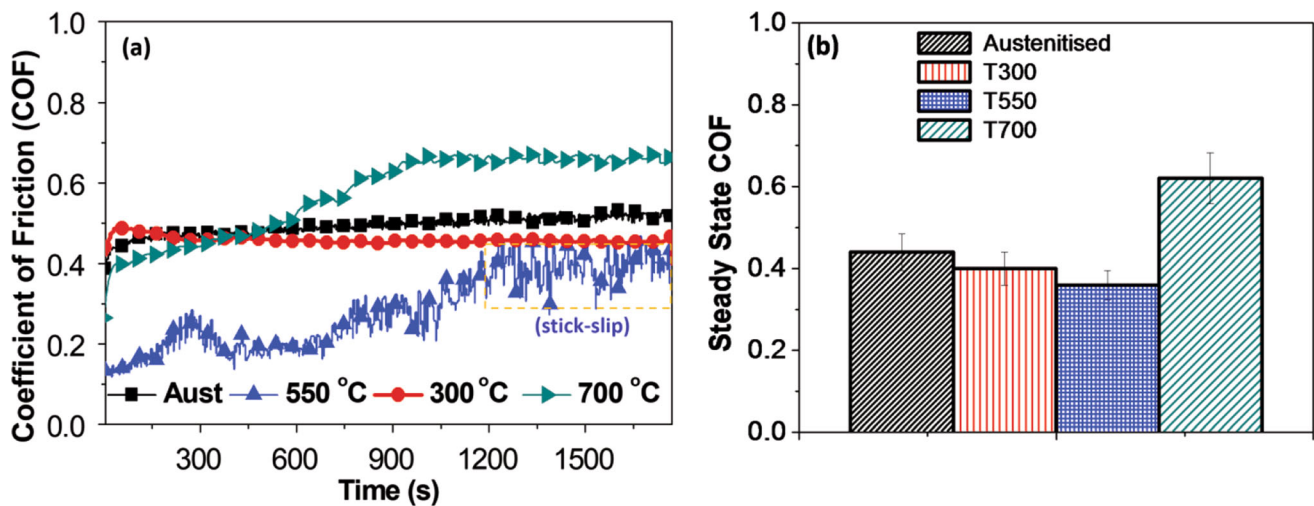 (a)
Coefficient of Friction (COF)
1.0
0.8
0.6
0.4
0.2
0.0
(stick-slip)
Aust 550 °C 300 °C 700 °C
300 600 900 1200 1500
Time (s)
(b)
Steady State COF
1.0
0.8
0.6
0.4
0.2
0.0
Austenitised
T300
T550
T700